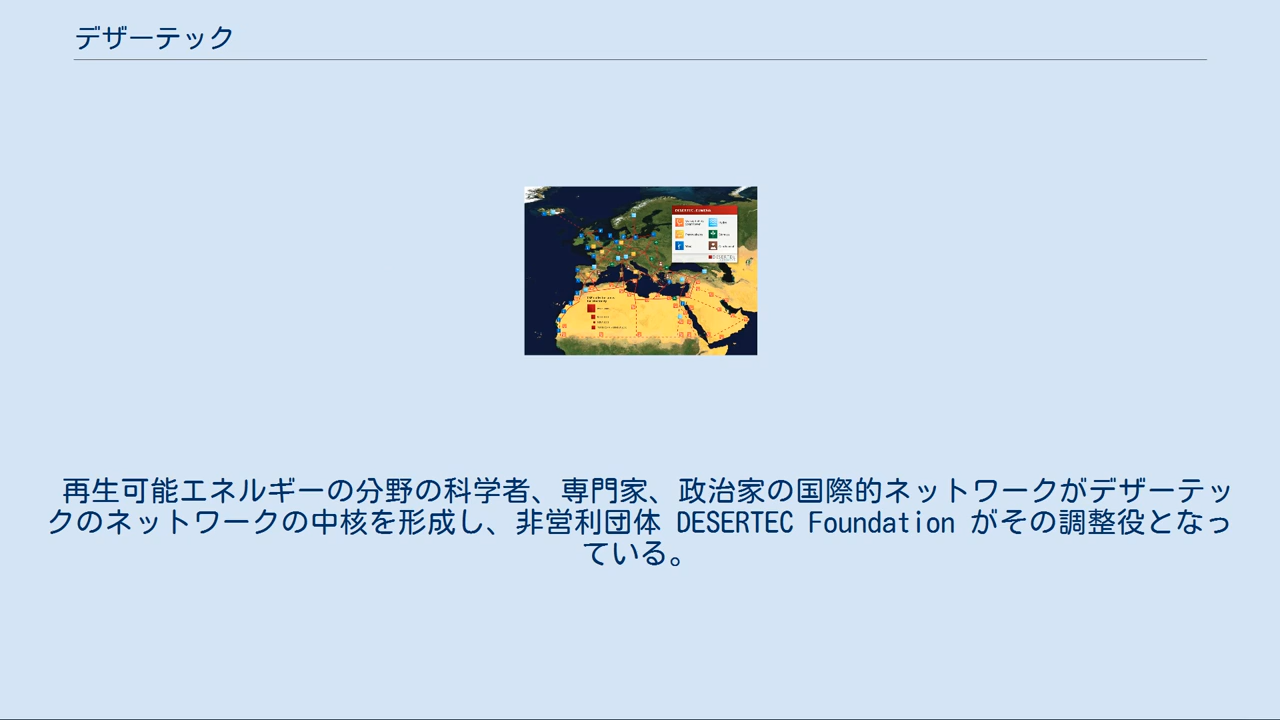 デザーテック
再生可能エネルギーの分野の科学者、専門家、政治家の国際的ネットワークがデザーテッ
クのネットワークの中核を形成し、非営利団体 DESERTEC Foundation がその調整役となっ
ている。